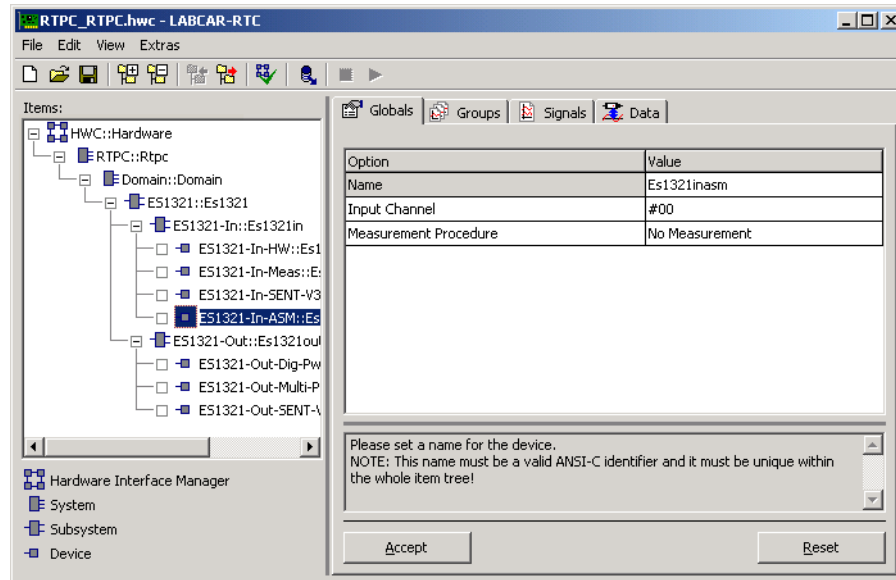 RTPC_RTPC.hwc - LABCAR-RTC
File Edit View Extras
Items:
HWC::Hardware
RTPC::Rtpc
Domain::Domain
ES1321::Es1321
ES1321-In::Es1321in
ES1321-In-HW::Es1
ES1321-In-Meas::E
ES1321-In-SENT-V3
ES1321-In-ASM::Es
ES1321-Out::Es1321out
ES1321-Out-Dig-Pw
ES1321-Out-Multi-P
ES1321-Out-SENT-V
Hardware Interface Manager
System
Subsystem
Device
Globals Groups Signals Data
Option Value
Name Es1321inasm
Input Channel #00
Measurement Procedure No Measurement
Please set a name for the device.
NOTE: This name must be a valid ANSI-C identifier and it must be unique within
the whole item tree!
Accept Reset